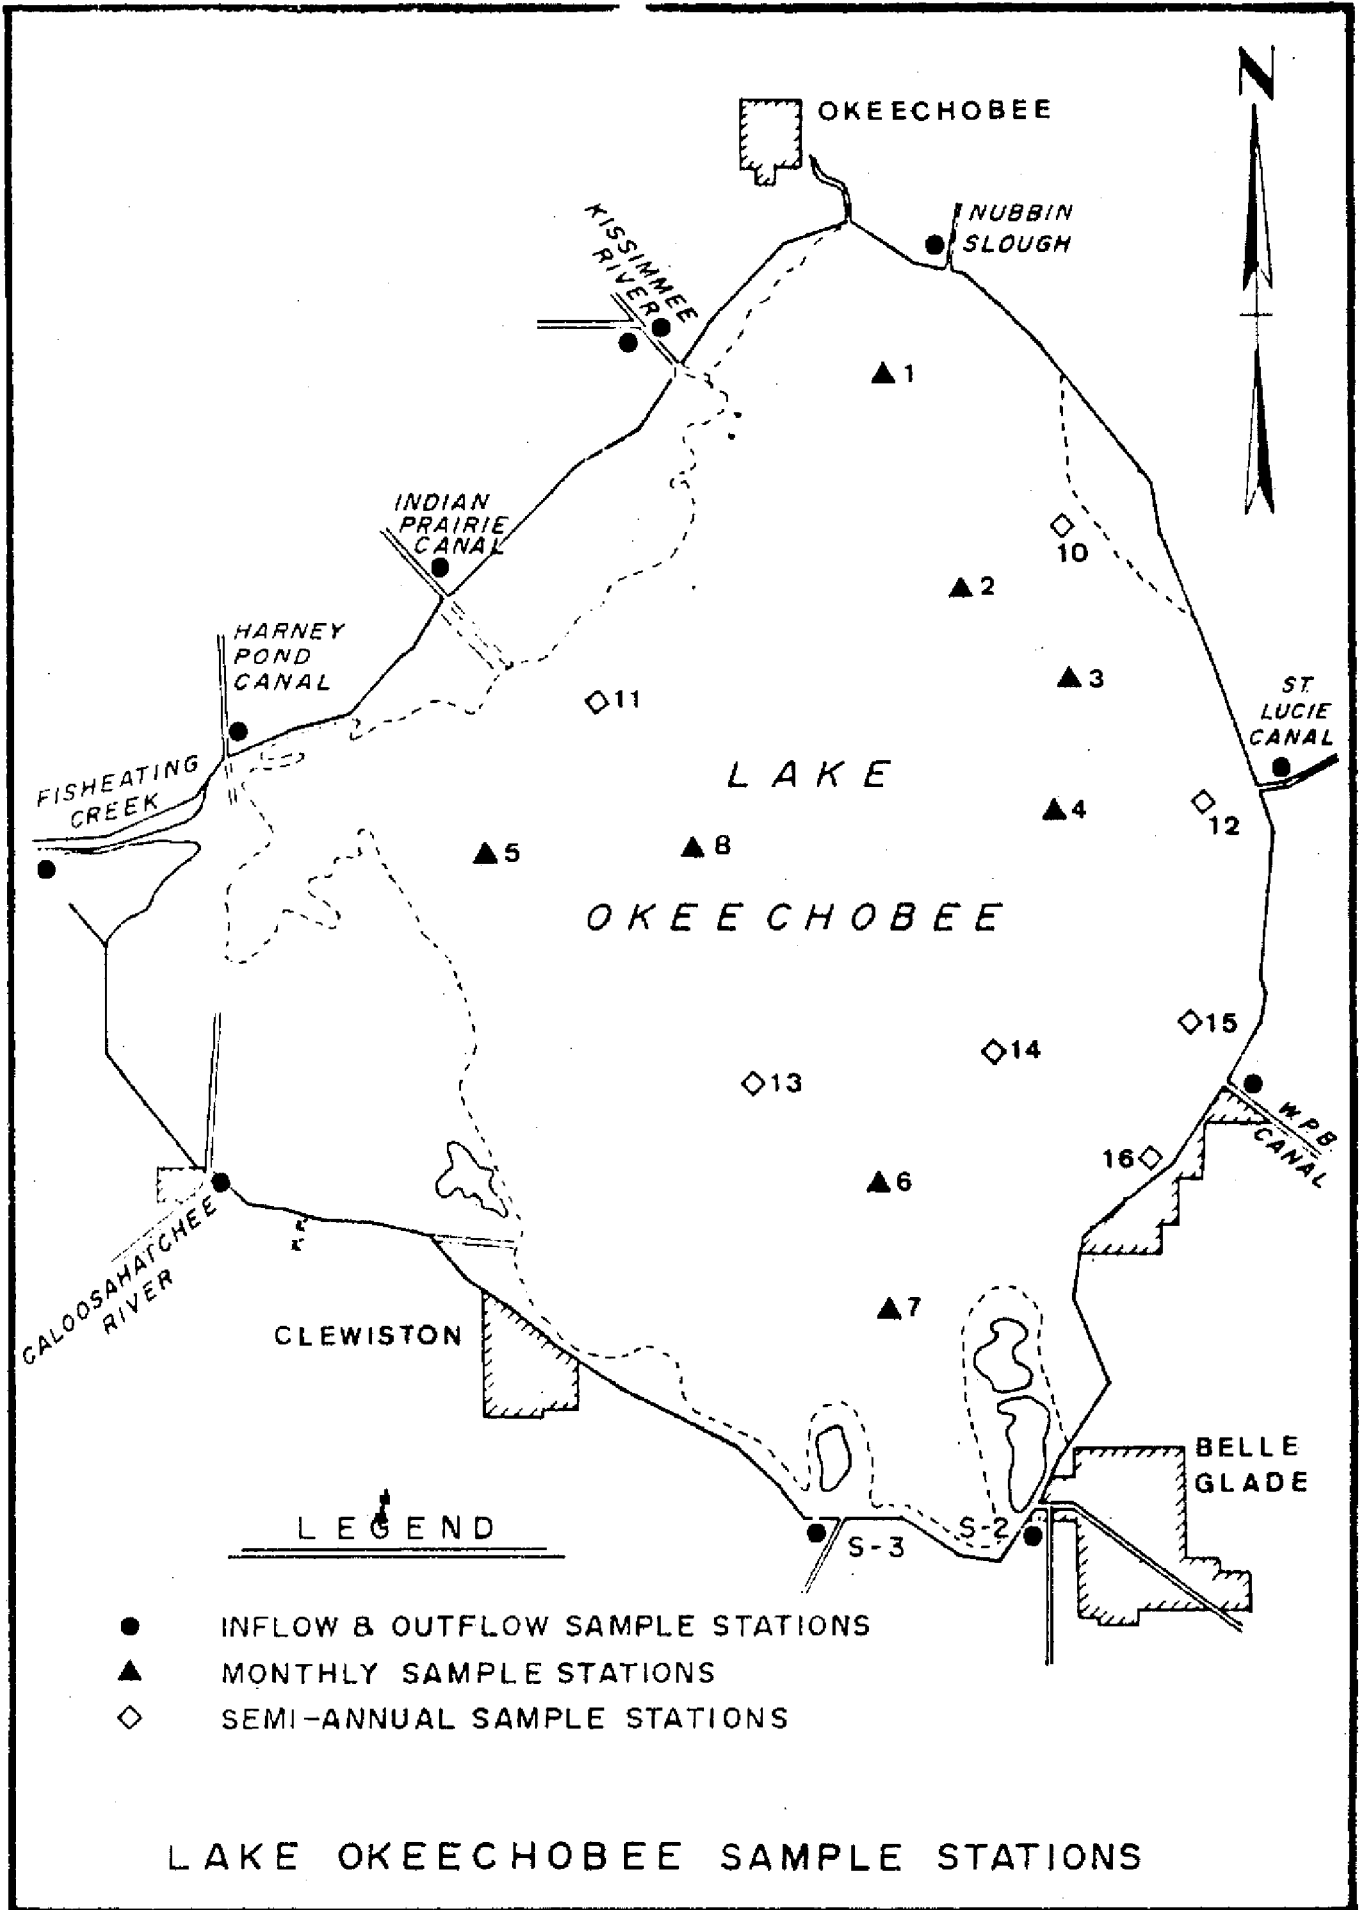 N
OKEECHOBEE
NUBBIN
SLOUGH
KISSIMMEE
RIVER
1
INDIAN
PRAIRIE
CANAL
10
2
HARNEY
POND
CANAL
3
ST.
LUCIE
CANAL
11
FISHEATING
CREEK
LAKE
4
12
5
8
OKEECHOBEE
15
14
13
W.P.B.
CANAL
16
6
CALOOSAHATCHEE
RIVER
7
CLEWISTON
BELLE
GLADE
S-2
S-3
LEGEND
INFLOW & OUTFLOW SAMPLE STATIONS
MONTHLY SAMPLE STATIONS
SEMI-ANNUAL SAMPLE STATIONS
LAKE OKEECHOBEE SAMPLE STATIONS